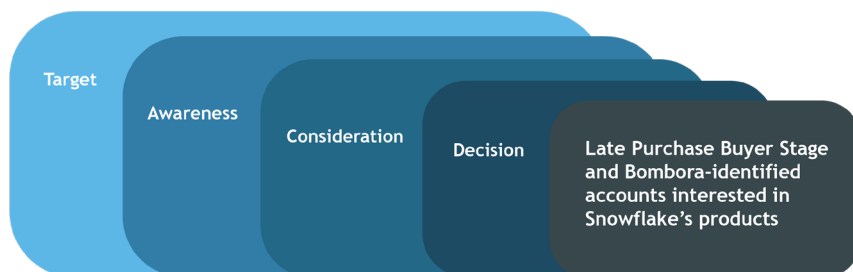 Target
Awareness
Consideration
Decision
Late Purchase Buyer Stage
and Bombora-identified
accounts interested in
Snowflake's products